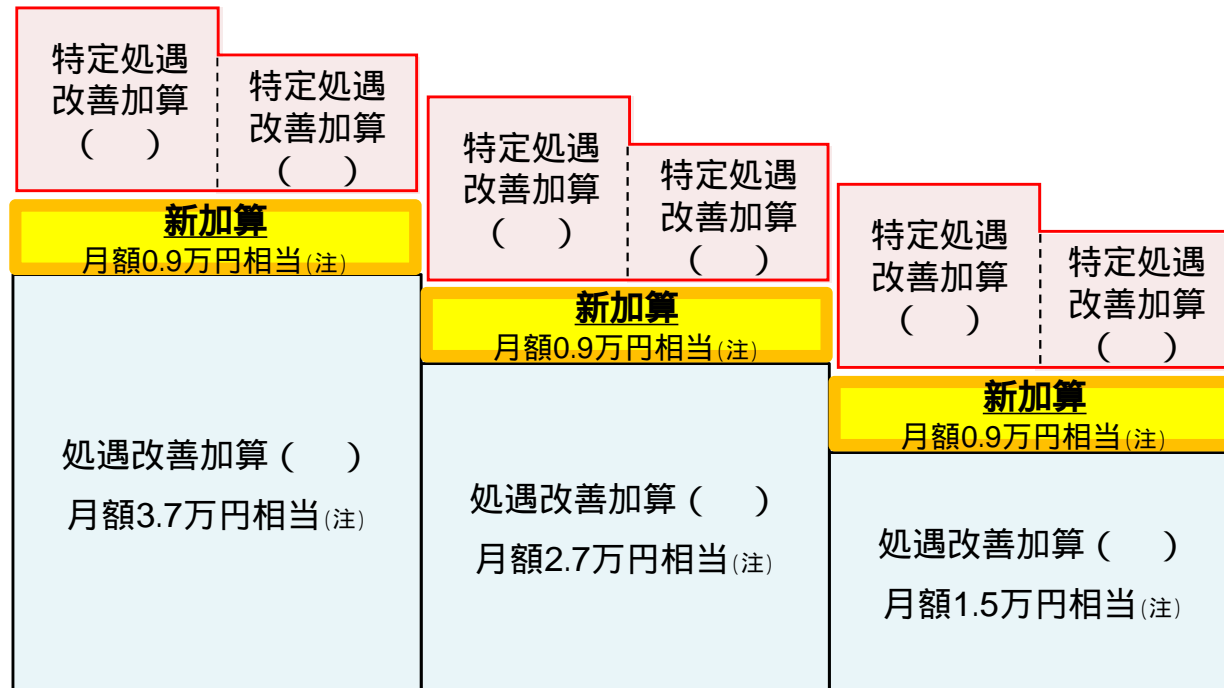 特定処遇
改善加算
(　)
特定処遇
改善加算
(　)
新加算
月額0.9万円相当(注)
処遇改善加算(　)
月額3.7万円相当(注)
特定処遇
改善加算
(　)
特定処遇
改善加算
(　)
新加算
月額0.9万円相当(注)
処遇改善加算(　)
月額2.7万円相当(注)
特定処遇
改善加算
(　)
特定処遇
改善加算
(　)
新加算
月額0.9万円相当(注)
処遇改善加算(　)
月額1.5万円相当(注)